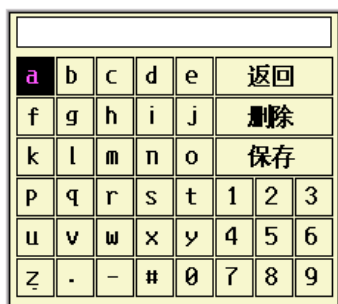 a b c d e 返回
f g h i j 删除
k l m n o 保存
p q r s t 1 2 3
u v w x y 4 5 6
z . - # 0 7 8 9